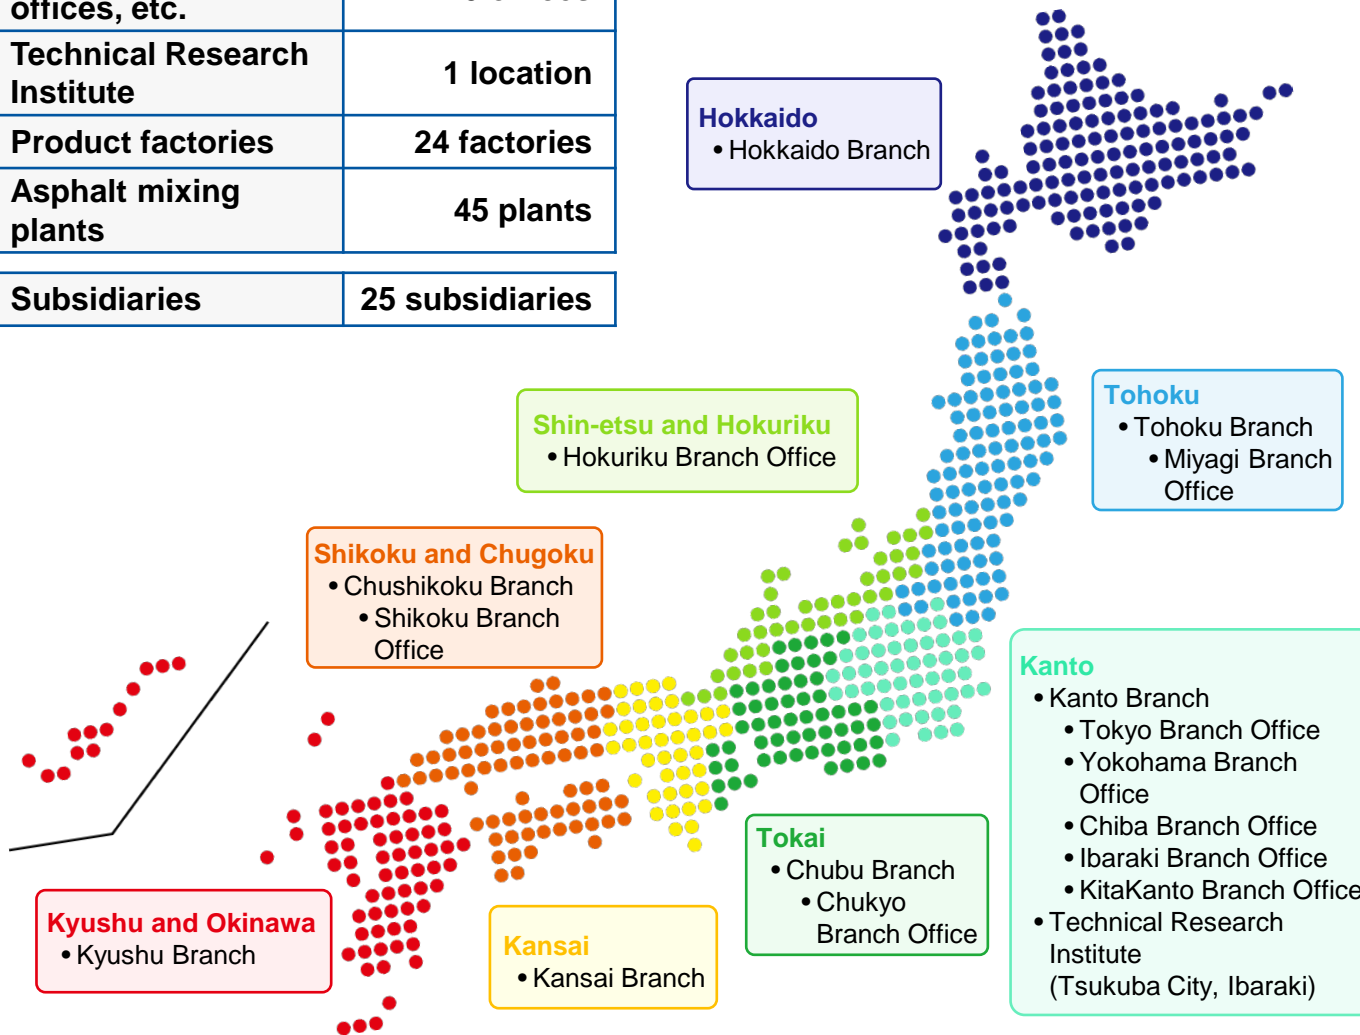 offices, etc.
Technical Research
Institute
1 location
Product factories
24 factories
Asphalt mixing
plants
45 plants
Subsidiaries
25 subsidiaries
Hokkaido
• Hokkaido Branch
Tohoku
• Tohoku Branch
• Miyagi Branch
Office
Shin-etsu and Hokuriku
• Hokuriku Branch Office
Shikoku and Chugoku
• Chushikoku Branch
• Shikoku Branch
Office
Kanto
• Kanto Branch
• Tokyo Branch Office
• Yokohama Branch
Office
• Chiba Branch Office
• Ibaraki Branch Office
• KitaKanto Branch Office
• Technical Research
Institute
(Tsukuba City, Ibaraki)
Tokai
• Chubu Branch
• Chukyo
Branch Office
Kansai
• Kansai Branch
Kyushu and Okinawa
• Kyushu Branch